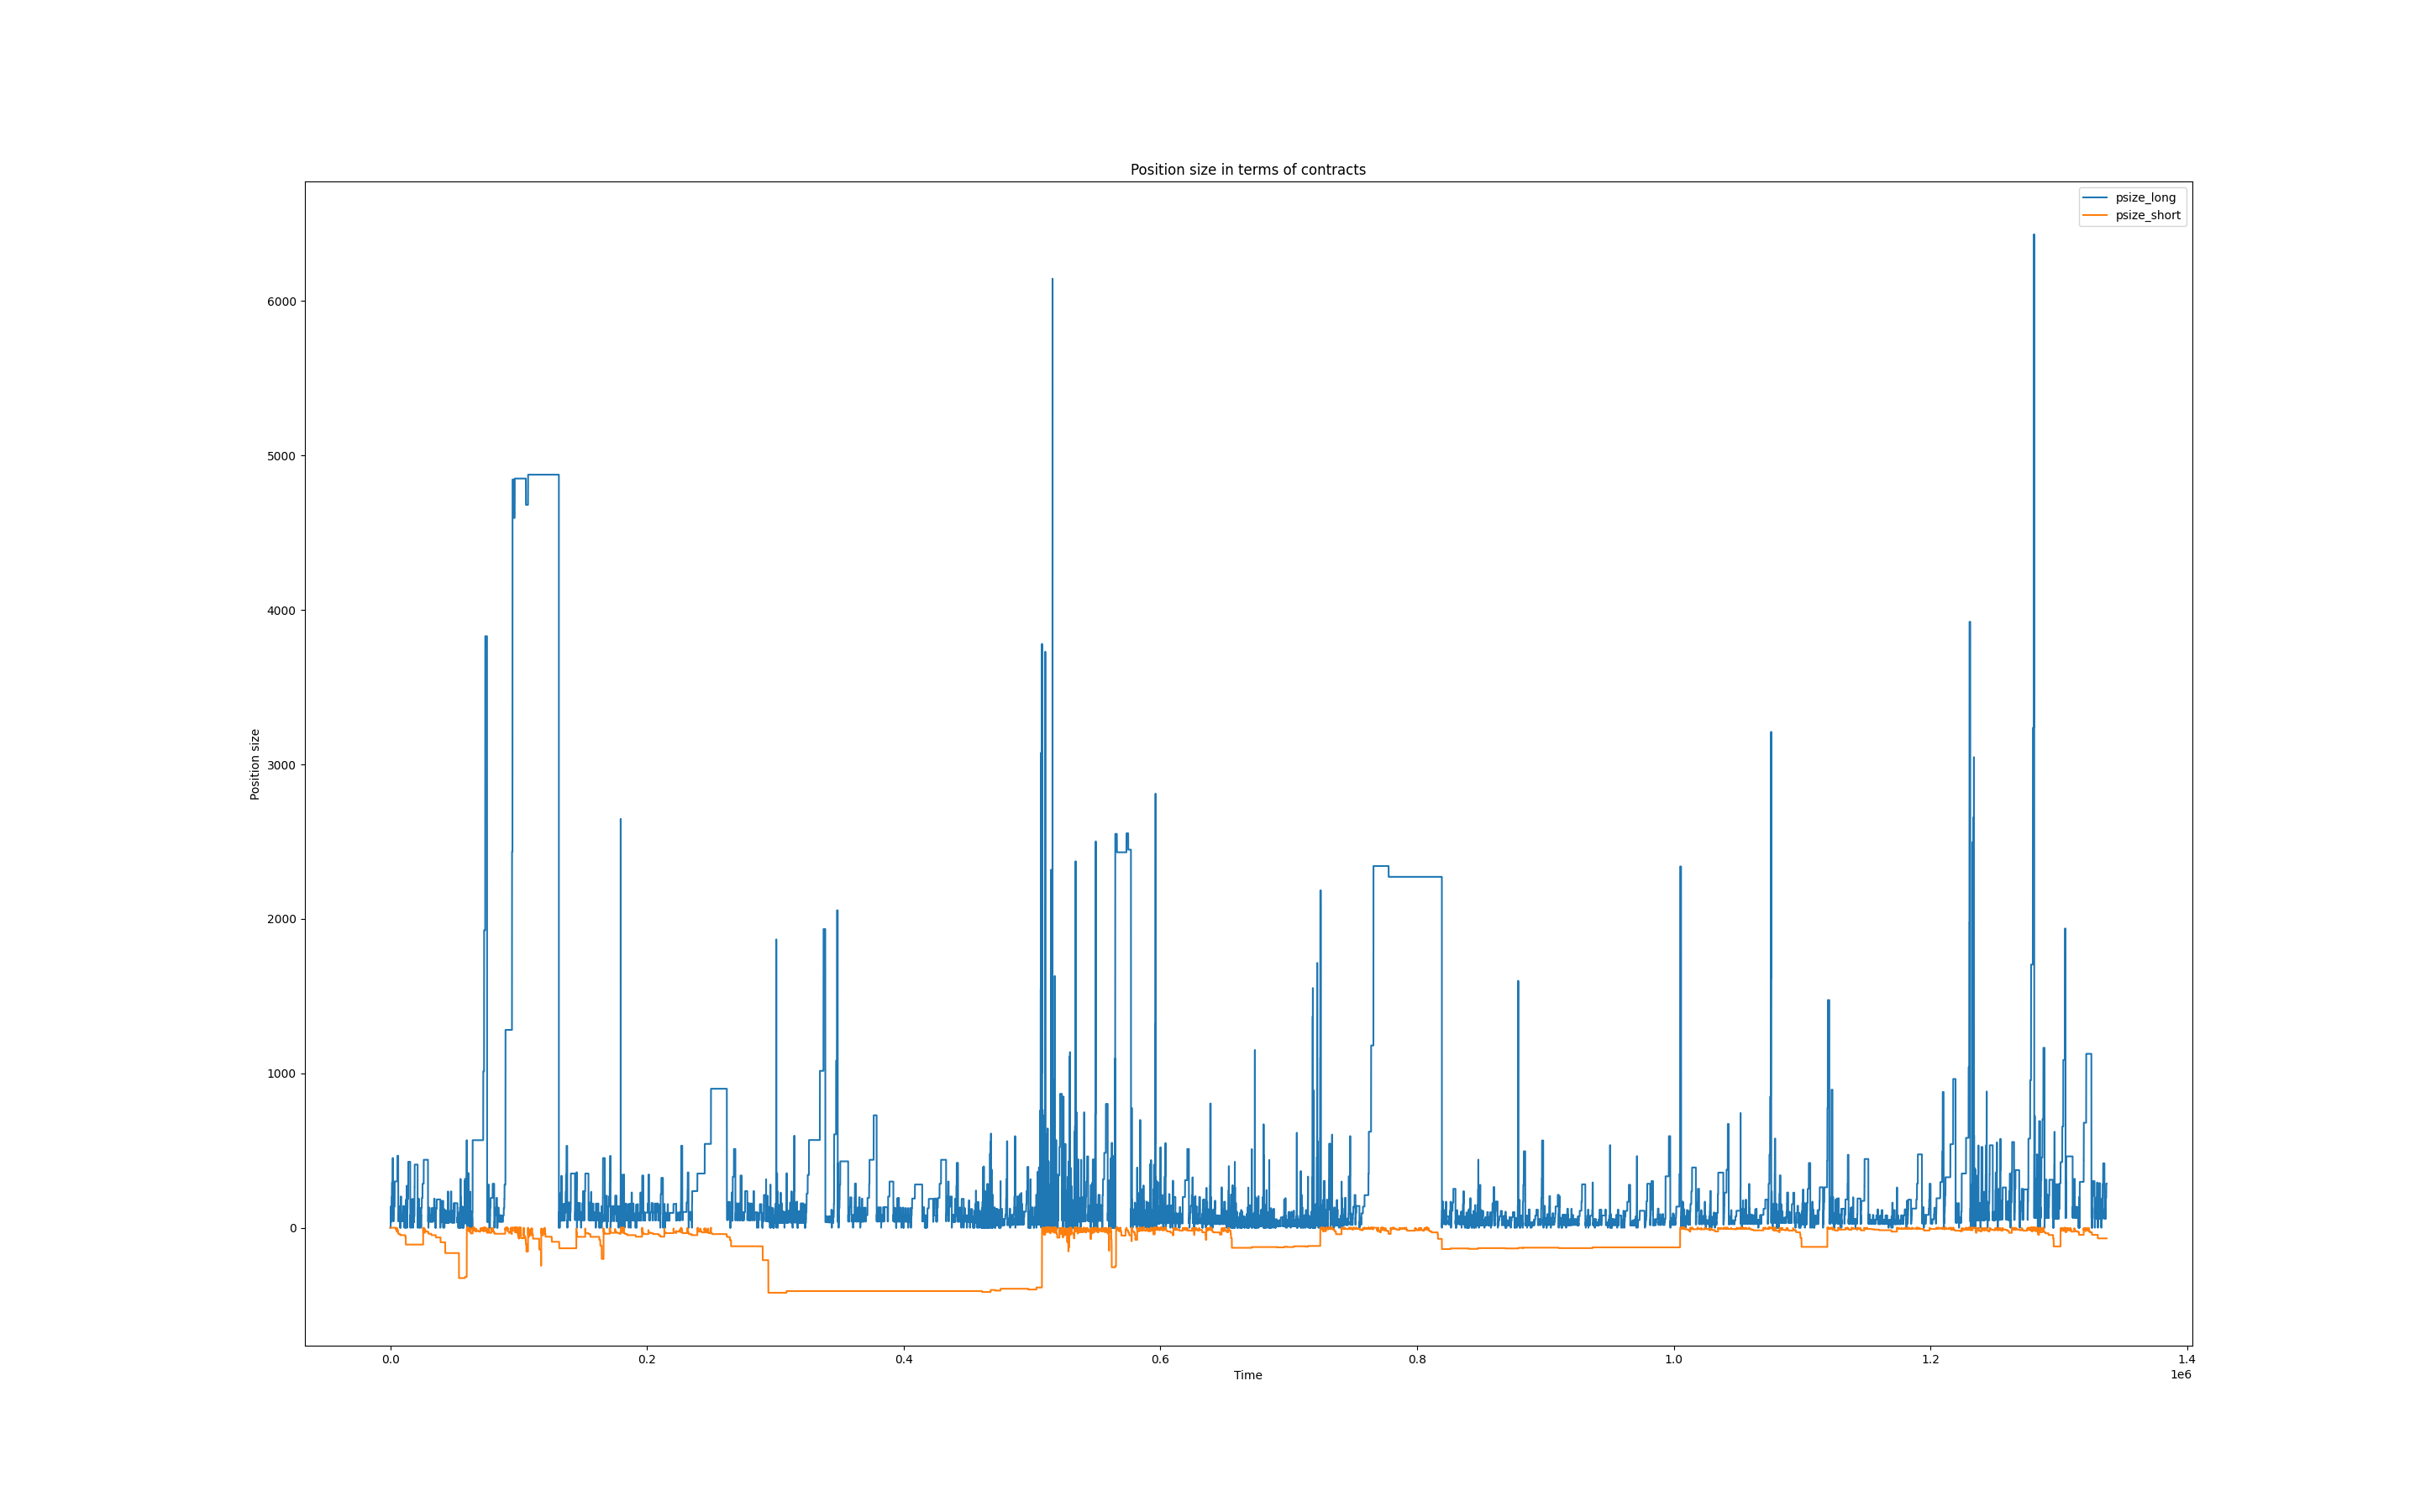 Position size in terms of contracts
psize_long
psize_short
6000
5000
4000
3000
2000
1000
0
Position size
0.0
0.2
0.4
0.6
0.8
1.0
1.2
1.4
Time
1e6